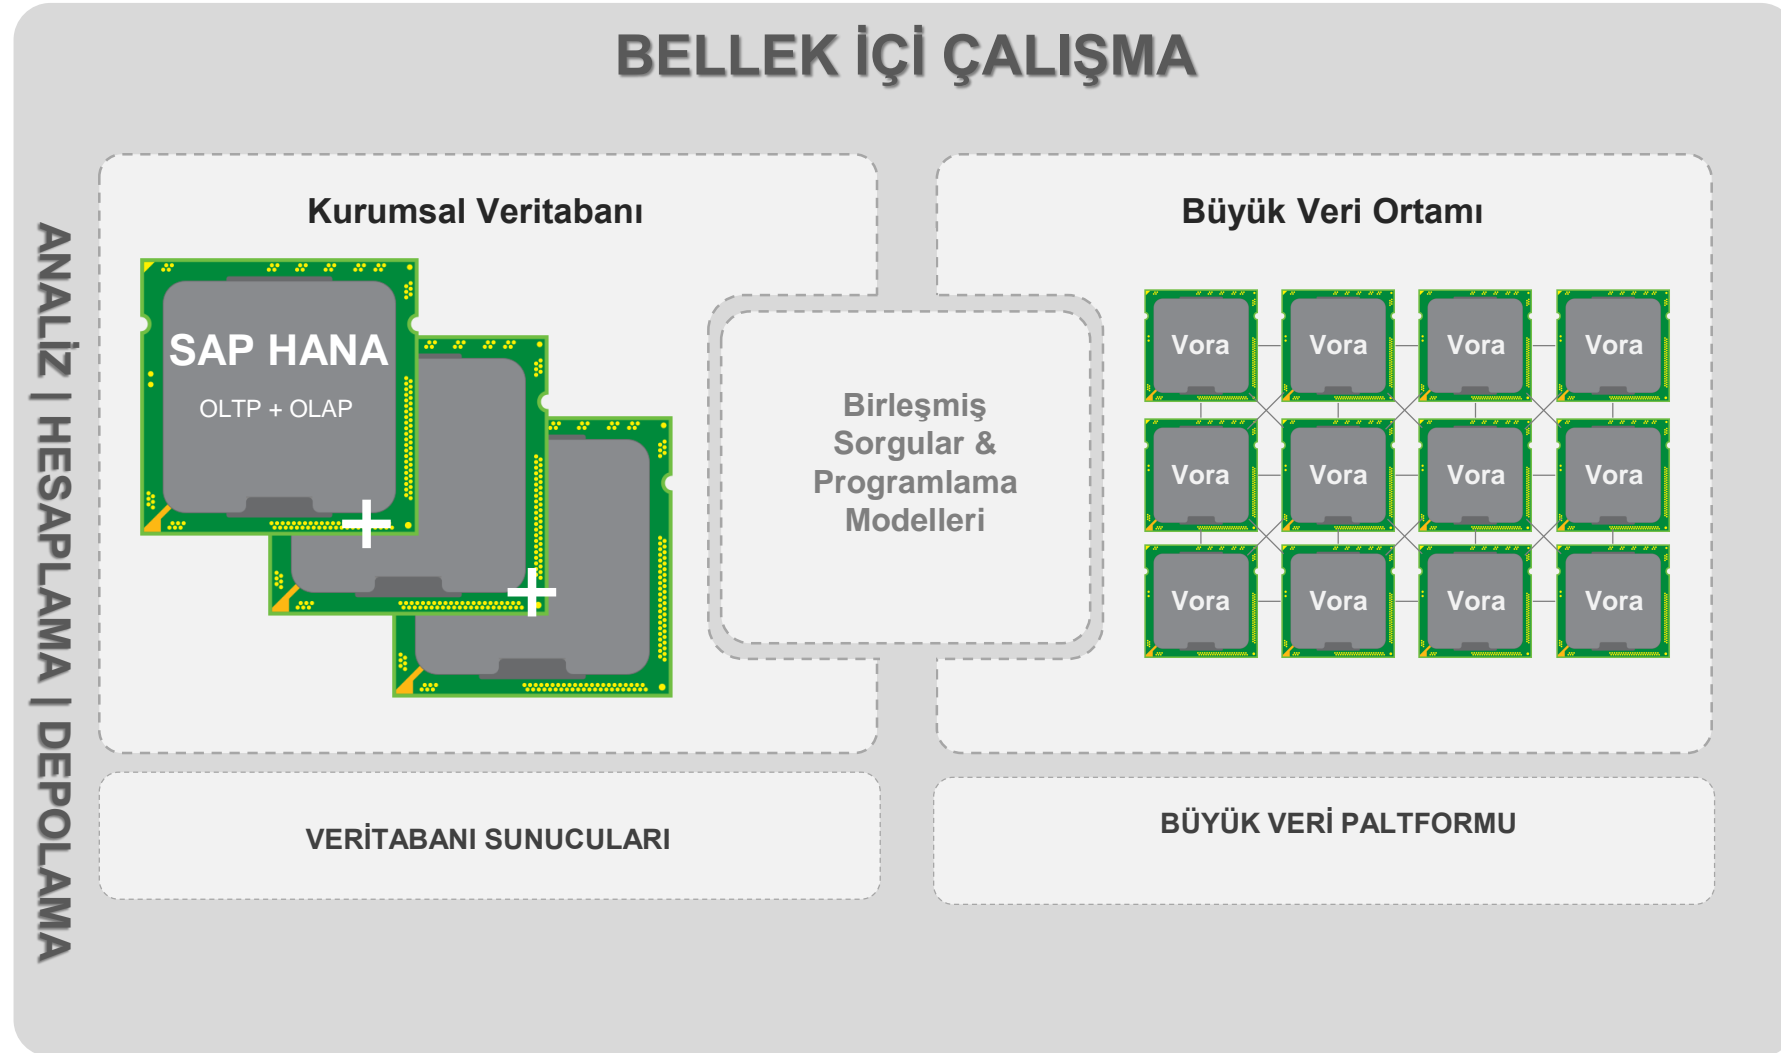 BELLEK İÇİ ÇALIŞMA
ANALİZ | HESAPLAMA | DEPOLAMA
Kurumsal Veritabanı
SAP HANA
OLTP + OLAP
Birleşmiş
Sorgular &
Programlama
Modelleri
Büyük Veri Ortamı
Vora Vora Vora Vora
Vora Vora Vora Vora
Vora Vora Vora Vora
VERİTABANI SUNUCULARI
BÜYÜK VERİ PALTFORMU